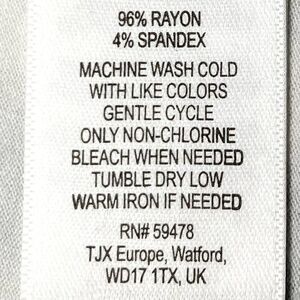 96% RAYON
4% SPANDEX
MACHINE WASH COLD
WITH LIKE COLORS
GENTLE CYCLE
ONLY NON-CHLORINE
BLEACH WHEN NEEDED
TUMBLE DRY LOW
WARM IRON IF NEEDED
RN# 59478
TJX Europe, Watford,
WD17 1TX, UK